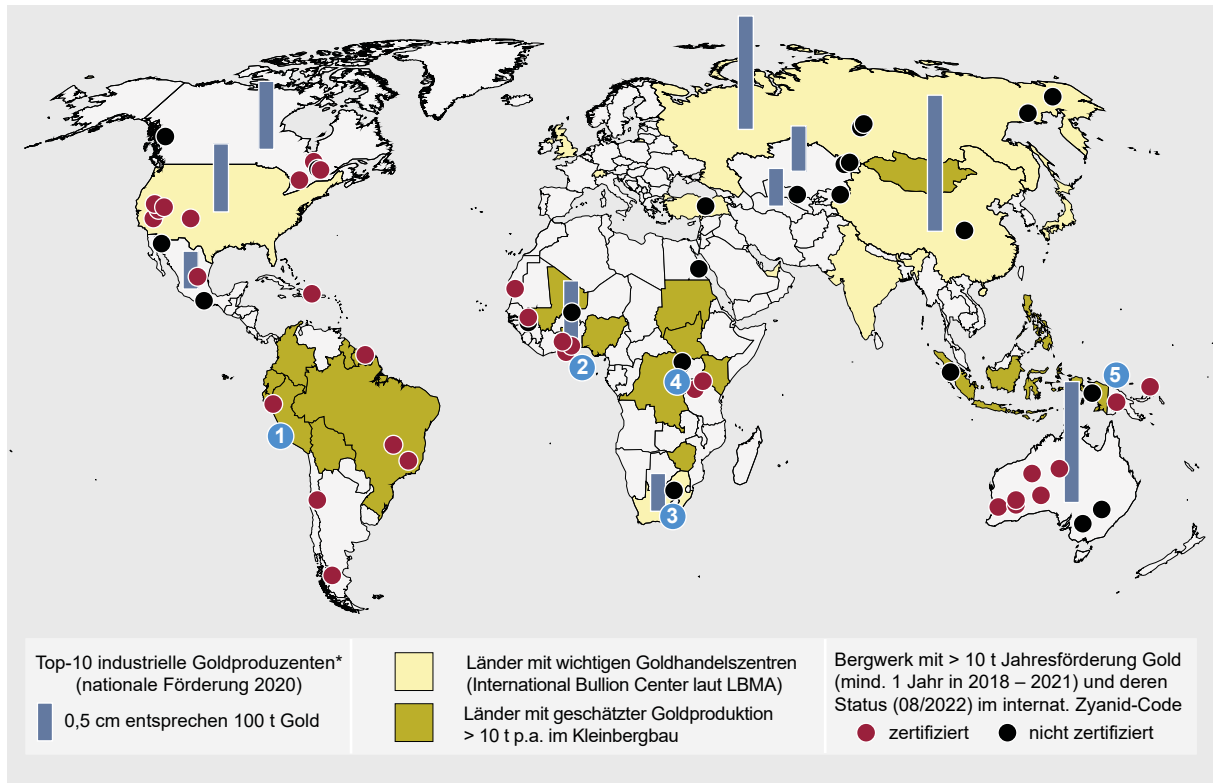 1
2
3
4
5
Top-10 industrielle Goldproduzenten*
(nationale Förderung 2020)
0,5 cm entsprechen 100 t Gold
Länder mit wichtigen Goldhandelszentren
(International Bullion Center laut LBMA)
Länder mit geschätzter Goldproduktion
> 10 t p.a. im Kleinbergbau
Bergwerk mit > 10 t Jahresförderung Gold
(mind. 1 Jahr in 2018 – 2021) und deren
Status (08/2022) im internat. Zyanid-Code
zertifiziert
nicht zertifiziert